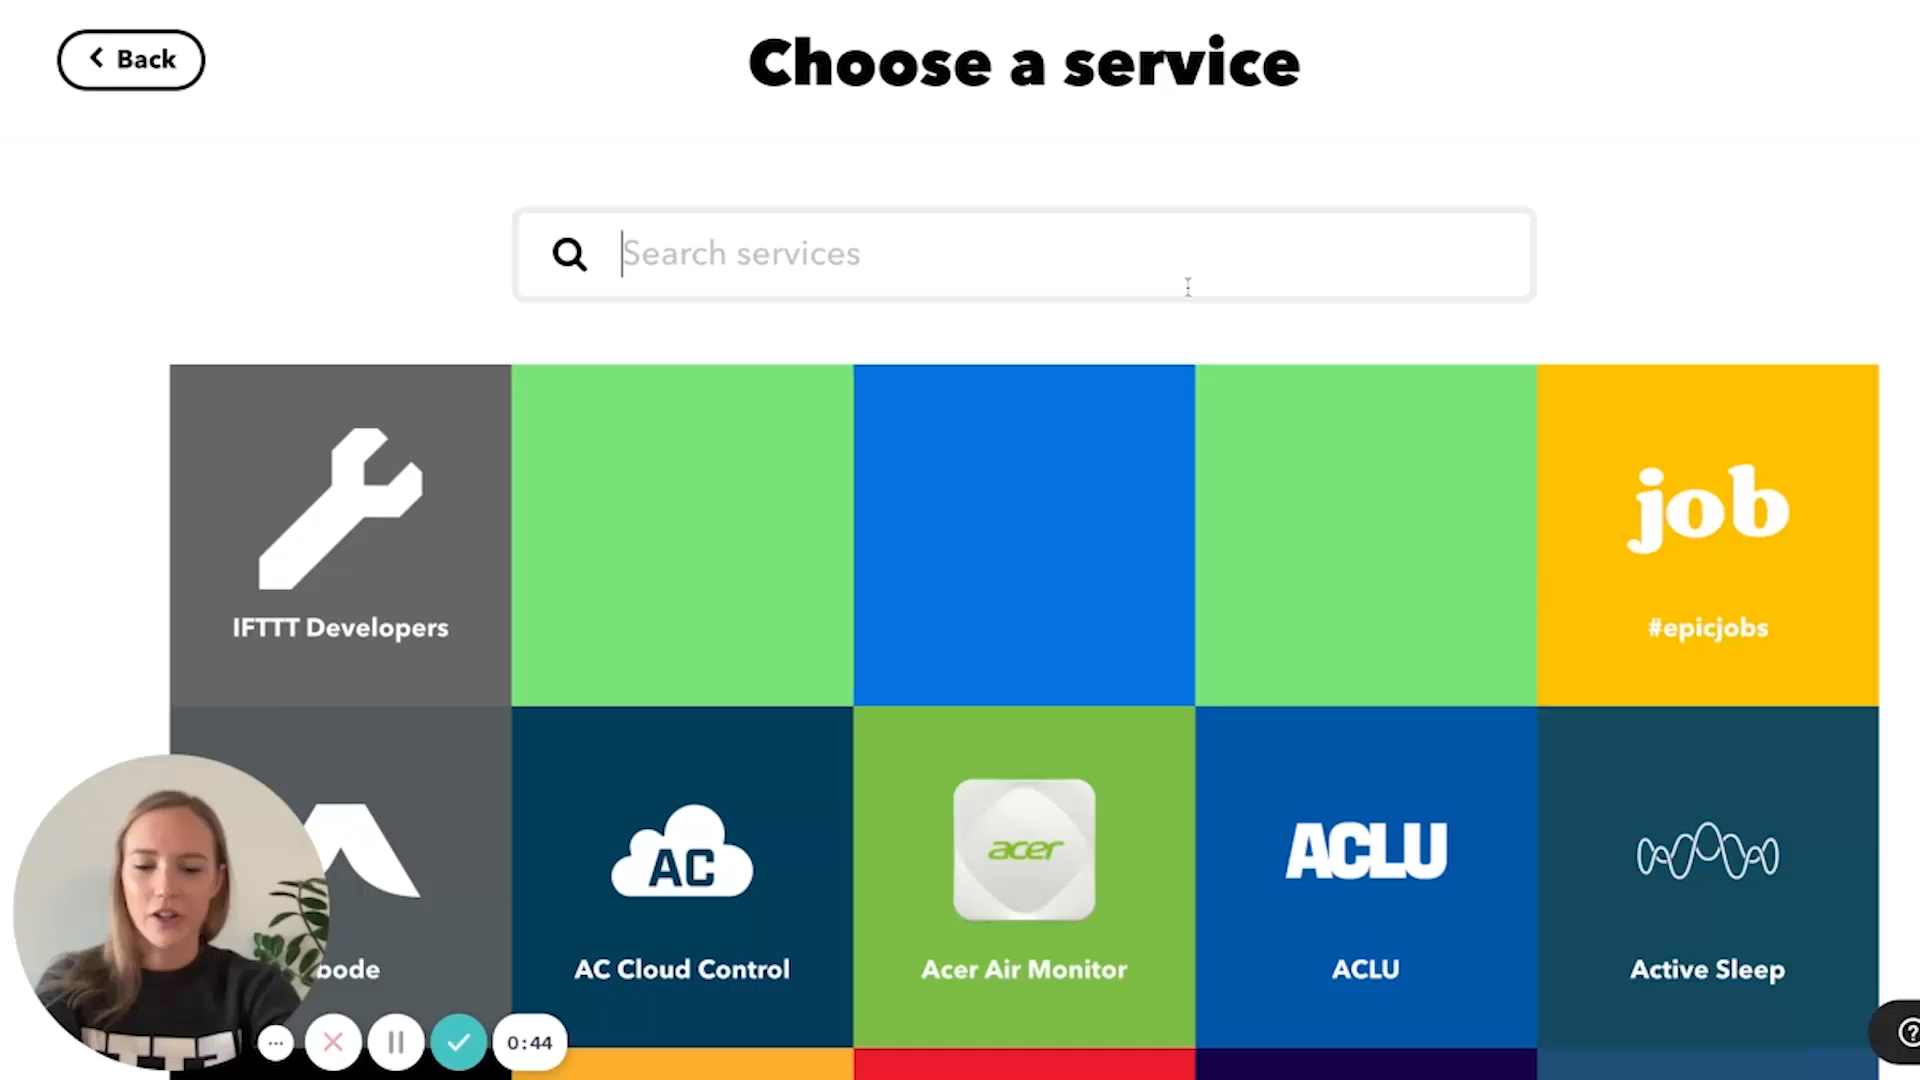 Back
Choose a service
Search services
IFTTT Developers
job
#epicjobs
bode
AC
AC Cloud Control
acer
Acer Air Monitor
ACLU
ACLU
Active Sleep
0:44